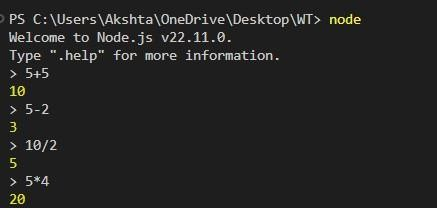 PS C:\Users\Akshta\OneDrive\Desktop\WT> node
Welcome to Node.js v22.11.0.
Type ".help" for more information.
> 5+5
10
> 5-2
3
> 10/2
5
> 5*4
20